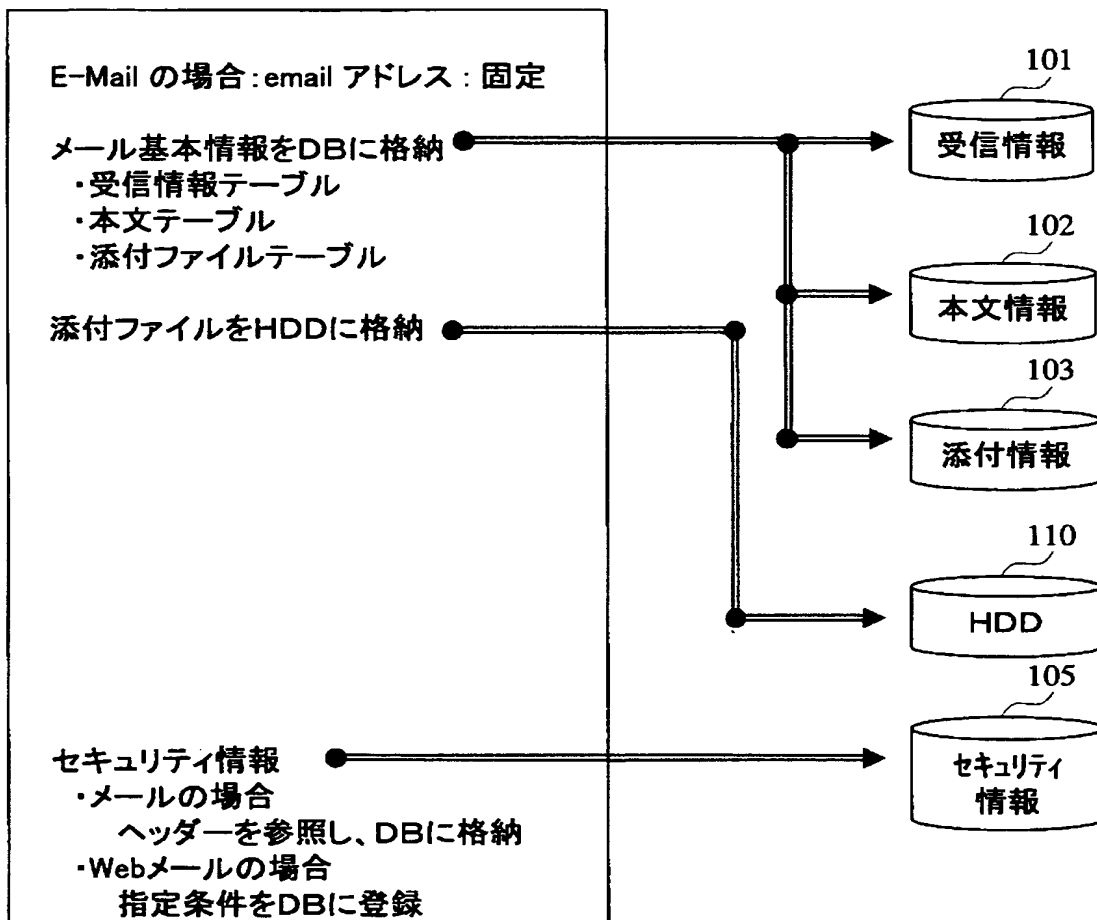 E-Mail の場合:email アドレス:固定
メール基本情報をDBに格納
・受信情報テーブル
・本文テーブル
・添付ファイルテーブル
添付ファイルをHDDに格納
セキュリティ情報
・メールの場合
ヘッダーを参照し、DBに格納
・Webメールの場合
指定条件をDBに登録
101
受信情報
102
本文情報
103
添付情報
110
HDD
105
セキュリティ
情報